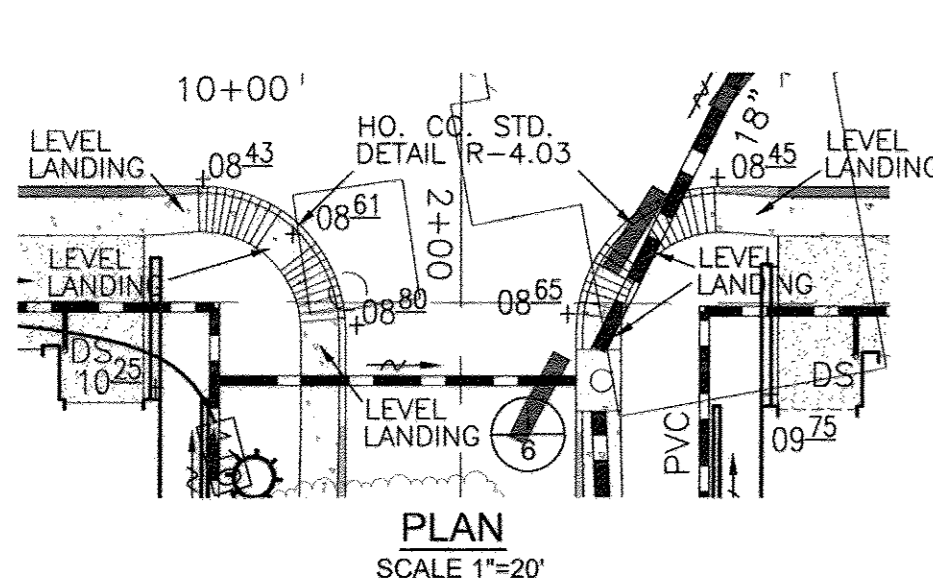 10+00
HO. CO. STD.
DETAIL R-4.03
18"
LEVEL
LANDING
08 43
08 61
2+00
08 45
LEVEL
LANDING
LEVEL
LANDING
08 80
08 65
LEVEL
LANDING
DS
10 25
LEVEL
LANDING
6
PVC
DS
09 75
PLAN
SCALE 1"=20'